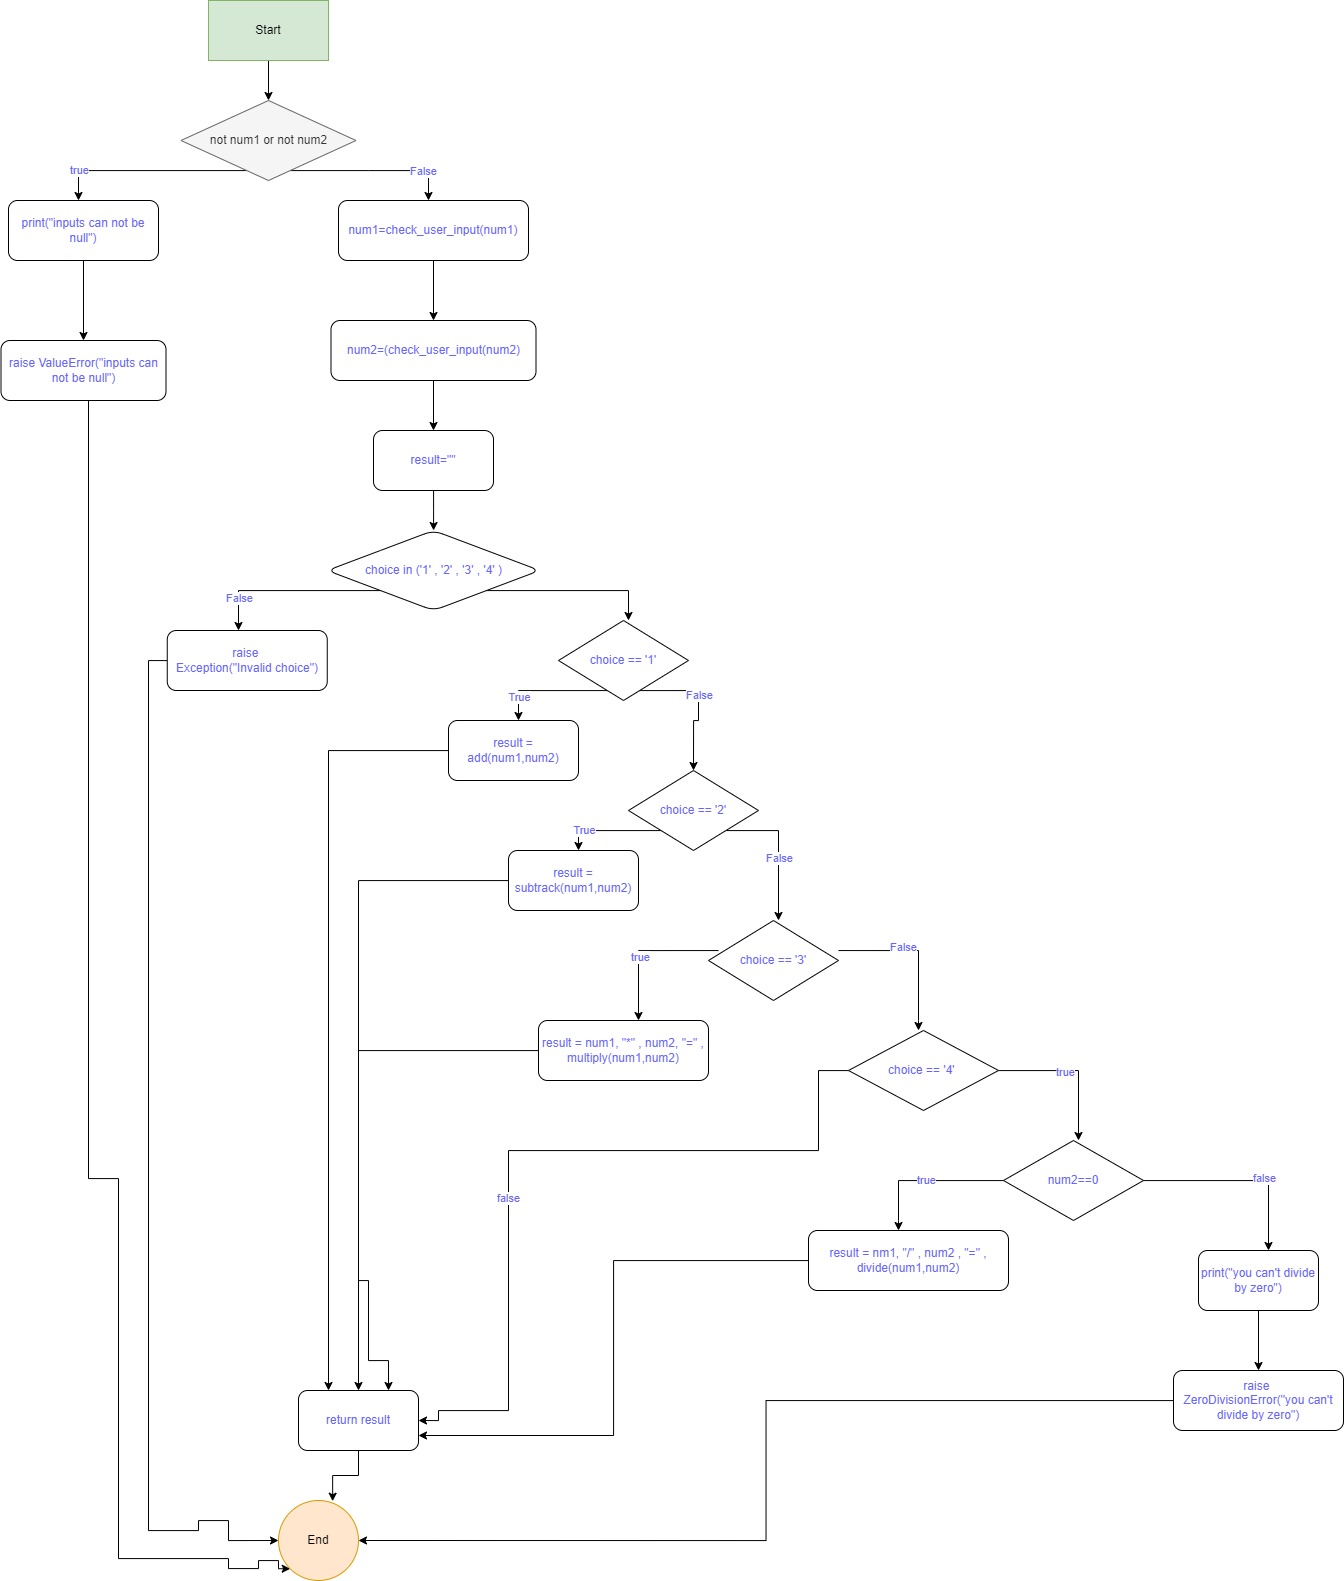 Start
not num1 or not num2
true
False
print("inputs can not be
null")
num1=check_user_input(num1)
raise ValueError("inputs can
not be null")
num2=(check_user_input(num2)
result=""
choice in ('1' , '2' , '3' , '4' )
False
raise
Exception("Invalid choice")
choice == '1'
True
False
result =
add(num1,num2)
choice == '2'
True
False
result =
subtrack(num1,num2)
choice == '3'
true
False
result = num1, "*" , num2, "=" ,
multiply(num1,num2)
choice == '4'
true
false
num2==0
true
false
result = nm1, "/" , num2 , "=" ,
divide(num1,num2)
print("you can't divide
by zero")
raise
ZeroDivisionError("you can't
divide by zero")
return result
End